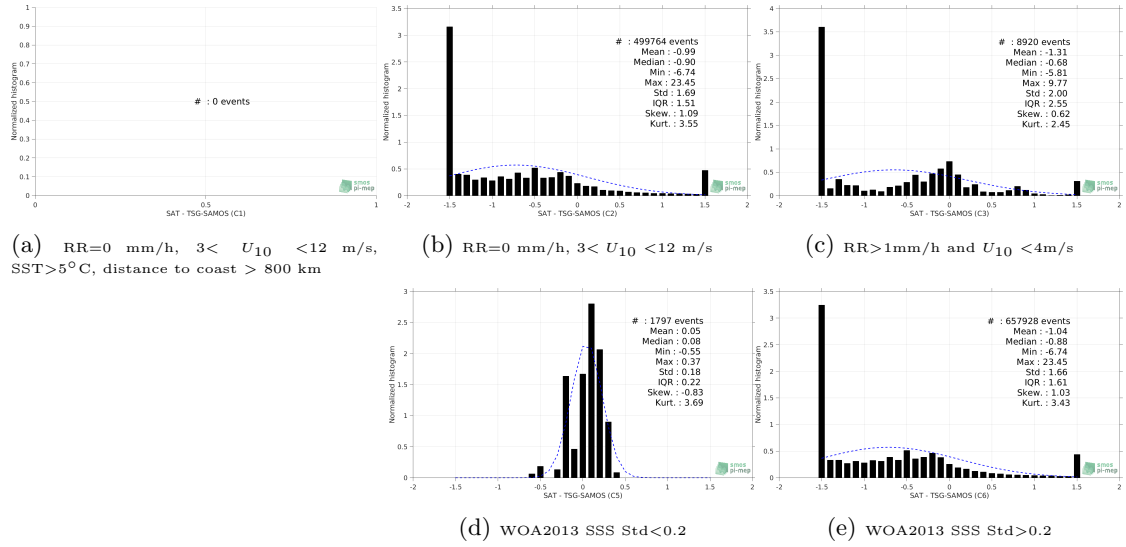 1
0.9
0.8
0.7
0.6
0.5
0.4
0.3
0.2
0.1
0
Normalized histogram
# : 0 events
smos
pi-mep
0 0.5 1
SAT - TSG-SAMOS (C1)
(a) RR=0 mm/h, 3< U10 <12 m/s,
SST>5°C, distance to coast > 800 km
3.5
3
2.5
2
1.5
1
0.5
0
Normalized histogram
# : 499764 events
Mean : -0.99
Median : -0.90
Min : -6.74
Max : 23.45
Std : 1.69
IQR : 1.51
Skew. : 1.09
Kurt. : 3.55
smos
pi-mep
-2 -1.5 -1 -0.5 0 0.5 1 1.5 2
SAT - TSG-SAMOS (C2)
(b) RR=0 mm/h, 3< U10 <12 m/s
4
3.5
3
2.5
2
1.5
1
0.5
0
Normalized histogram
# : 8920 events
Mean : -1.31
Median : -0.68
Min : -5.81
Max : 9.77
Std : 2.00
IQR : 2.55
Skew. : 0.62
Kurt. : 2.45
smos
pi-mep
-2 -1.5 -1 -0.5 0 0.5 1 1.5 2
SAT - TSG-SAMOS (C3)
(c) RR>1mm/h and U10 <4m/s
3
2.5
2
1.5
1
0.5
0
Normalized histogram
# : 1797 events
Mean : 0.05
Median : 0.08
Min : -0.55
Max : 0.37
Std : 0.18
IQR : 0.22
Skew. : -0.83
Kurt. : 3.69
smos
pi-mep
-2 -1.5 -1 -0.5 0 0.5 1 1.5 2
SAT - TSG-SAMOS (C5)
(d) WOA2013 SSS Std<0.2
3.5
3
2.5
2
1.5
1
0.5
0
Normalized histogram
# : 657928 events
Mean : -1.04
Median : -0.88
Min : -6.74
Max : 23.45
Std : 1.66
IQR : 1.61
Skew. : 1.03
Kurt. : 3.43
smos
pi-mep
-2 -1.5 -1 -0.5 0 0.5 1 1.5 2
SAT - TSG-SAMOS (C6)
(e) WOA2013 SSS Std>0.2